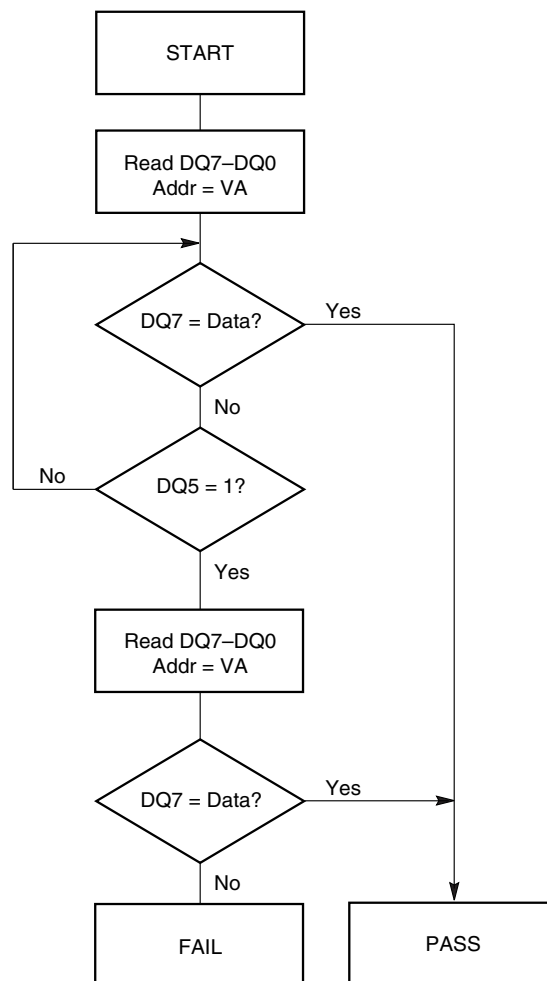 START
Read DQ7–DQ0
Addr = VA
DQ7 = Data?
Yes
No
No
DQ5 = 1?
Yes
Read DQ7–DQ0
Addr = VA
DQ7 = Data?
Yes
No
FAIL
PASS